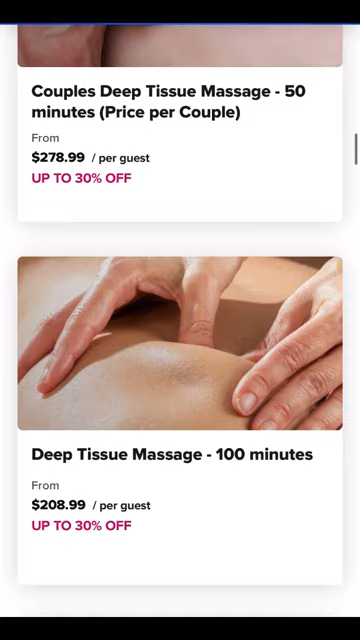 Couples Deep Tissue Massage - 50
minutes (Price per Couple)
From
$278.99 / per guest
UP TO 30% OFF
Deep Tissue Massage - 100 minutes
From
$208.99 / per guest
UP TO 30% OFF